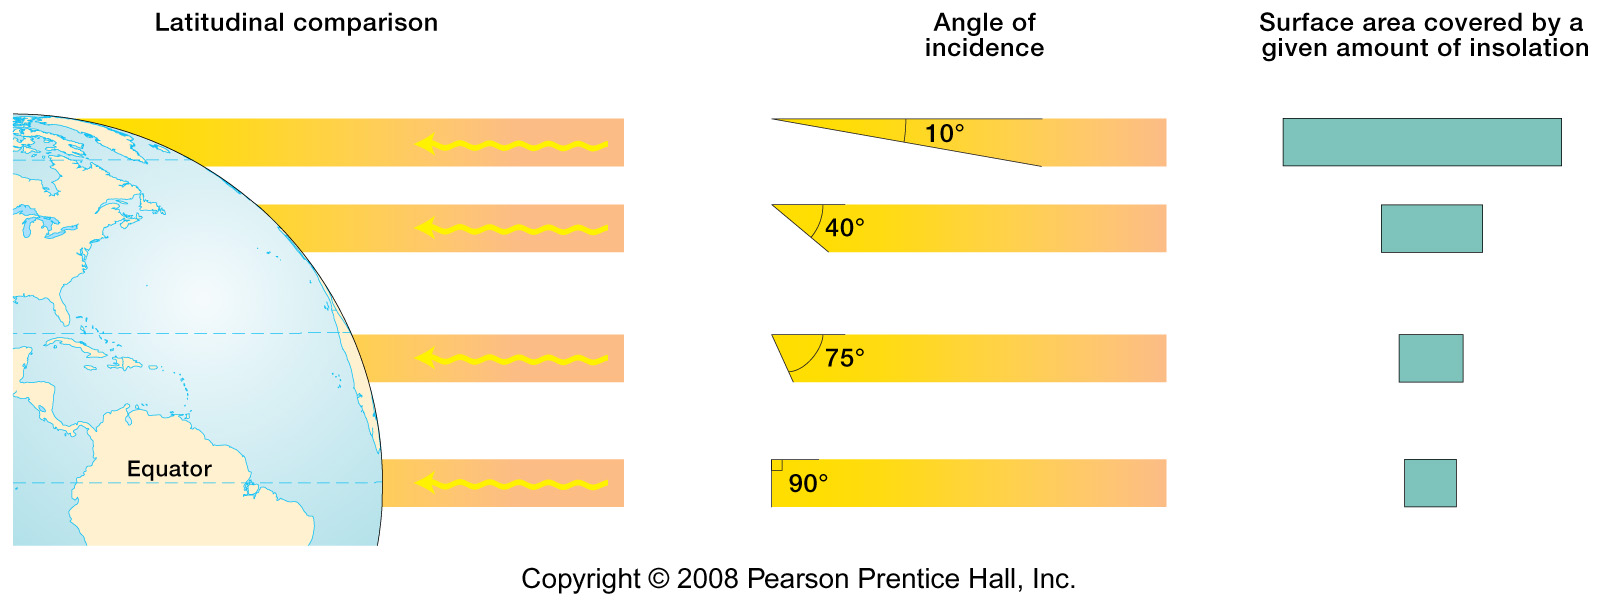 Latitudinal comparison
Angle of
incidence
Surface area covered by a
given amount of insolation
10°
40°
75°
Equator
90°
Copyright © 2008 Pearson Prentice Hall, Inc.